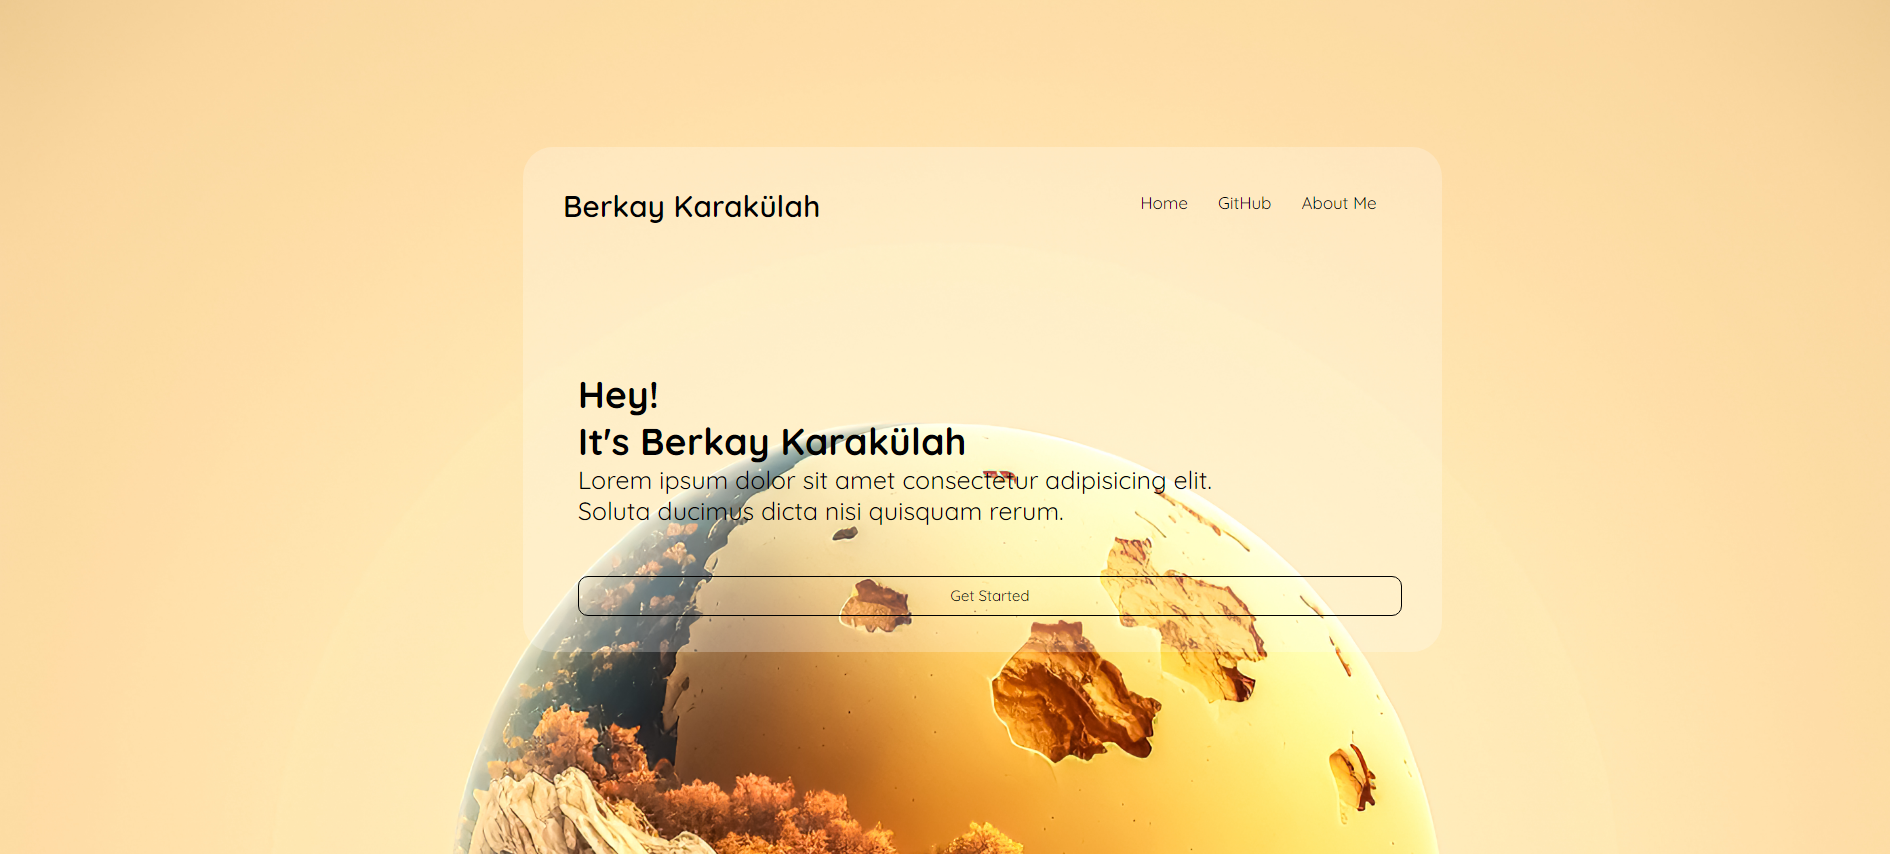 Berkay Karakülah
Home GitHub About Me
Hey!
It's Berkay Karakülah
Lorem ipsum dolor sit amet consectetur adipisicing elit.
Soluta ducimus dicta nisi quisquam rerum.
Get Started